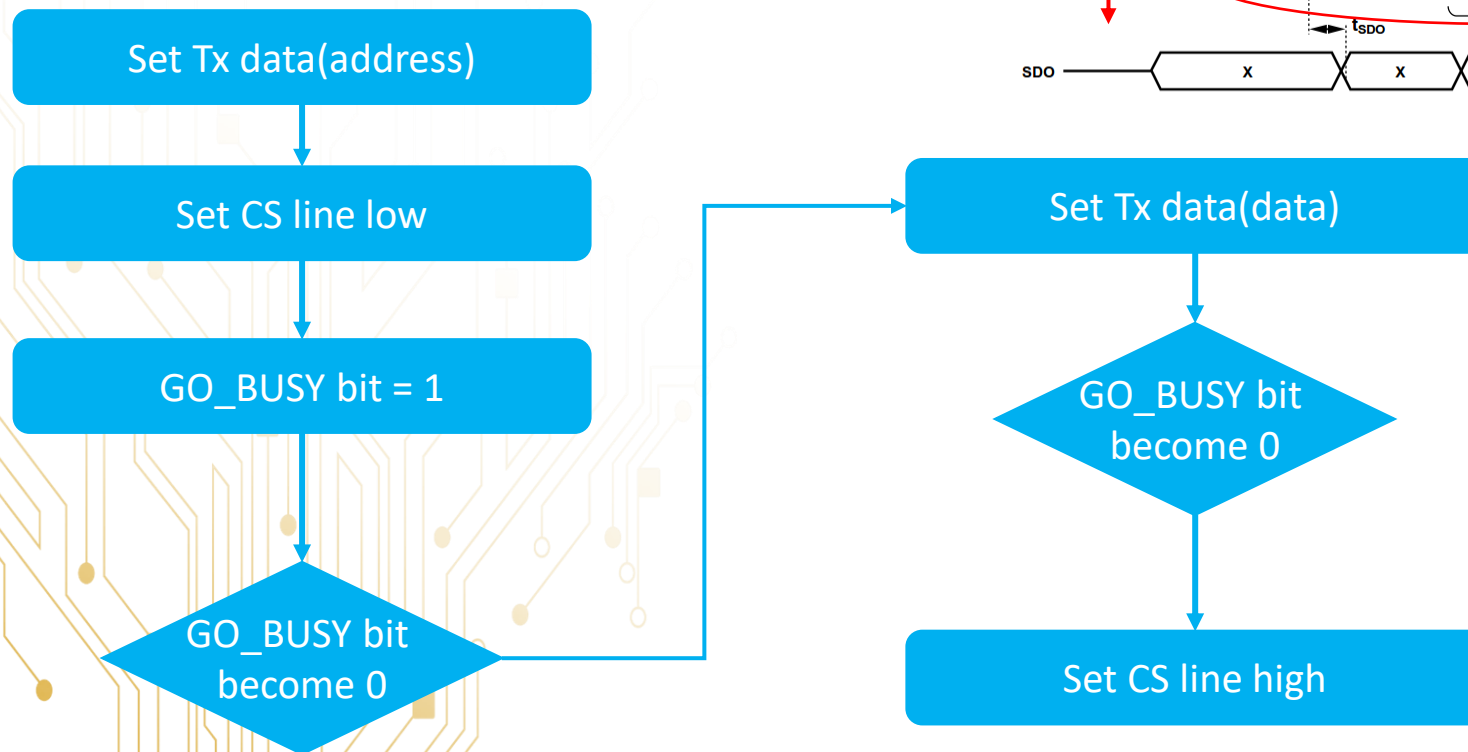 Set Tx data(address)
Set CS line low
GO_BUSY bit = 1
GO_BUSY bit
become 0
tSDO
SDO
X
X
Set Tx data(data)
GO_BUSY bit
become 0
Set CS line high